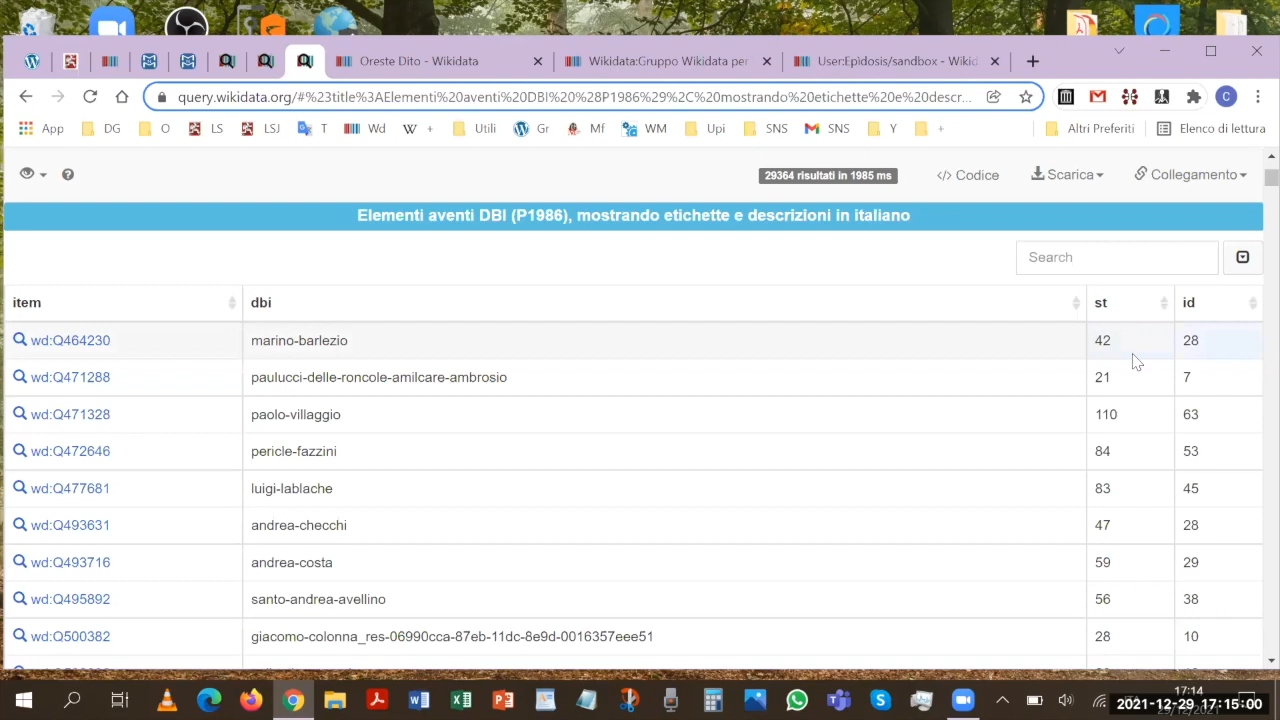 Oreste Dito - Wikidata
Wikidata:Gruppo Wikidata per
User:Epìdosis/sandbox - Wikid
query.wikidata.org/#%23title%3AElementi%20aventi%20DBI%20%28P1986%29%2C%20mostrando%20etichette%20e%20descr...
C
App DG O LS LSJ T Wd + Utili Gr Mf WM Upi SNS SNS Y + Altri Preferiti Elenco di lettura
29364 risultati in 1985 ms </> Codice Scarica Collegamento
Elementi aventi DBI (P1986), mostrando etichette e descrizioni in italiano
Search
item dbi st id
wd:Q464230 marino-barlezio 42 28
wd:Q471288 paulucci-delle-roncole-amilcare-ambrosio 21 7
wd:Q471328 paolo-villaggio 110 63
wd:Q472646 pericle-fazzini 84 53
wd:Q477681 luigi-lablache 83 45
wd:Q493631 andrea-checchi 47 28
wd:Q493716 andrea-costa 59 29
wd:Q495892 santo-andrea-avellino 56 38
wd:Q500382 giacomo-colonna_res-06990cca-87eb-11dc-8e9d-0016357eee51 28 10
17:14
2021-12-29 17:15:00